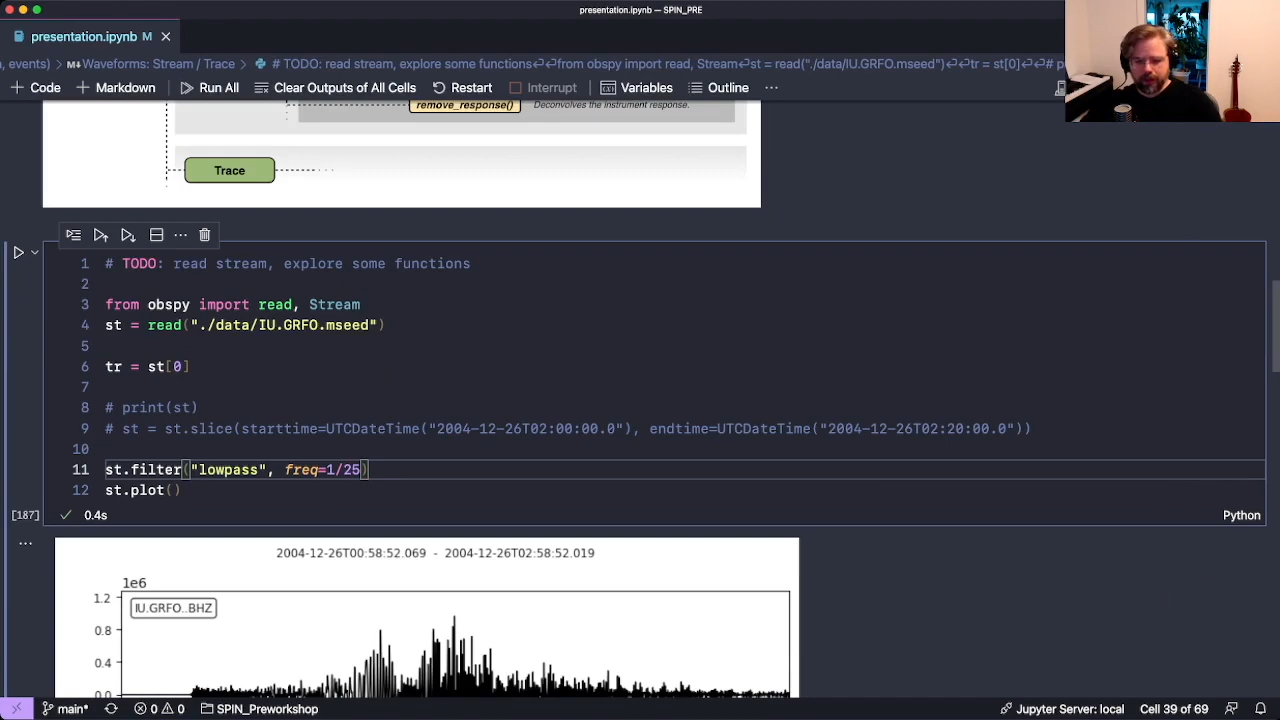 presentation.ipynb — SPIN_PRE
presentation.ipynb M
, events) > M↓Waveforms: Stream / Trace > # TODO: read stream, explore some functions↵↵from obspy import read, Stream↵st = read("./data/IU.GRFO.mseed")↵↵tr = st[0]↵↵# p
+ Code + Markdown Run All Clear Outputs of All Cells Restart Interrupt Variables Outline ...
remove_response() Deconvolves the instrument response.
Trace
1 # TODO: read stream, explore some functions
2
3 from obspy import read, Stream
4 st = read("./data/IU.GRFO.mseed")
5
6 tr = st[0]
7
8 # print(st)
9 # st = st.slice(starttime=UTCDateTime("2004-12-26T02:00:00.0"), endtime=UTCDateTime("2004-12-26T02:20:00.0"))
10
11 st.filter("lowpass", freq=1/25)
12 st.plot()
[187] ✓ 0.4s Python
...
2004-12-26T00:58:52.069 - 2004-12-26T02:58:52.019
1e6
1.2
IU.GRFO..BHZ
0.8
0.4
0.0
main* 0 0 SPIN_Preworkshop Jupyter Server: local Cell 39 of 69